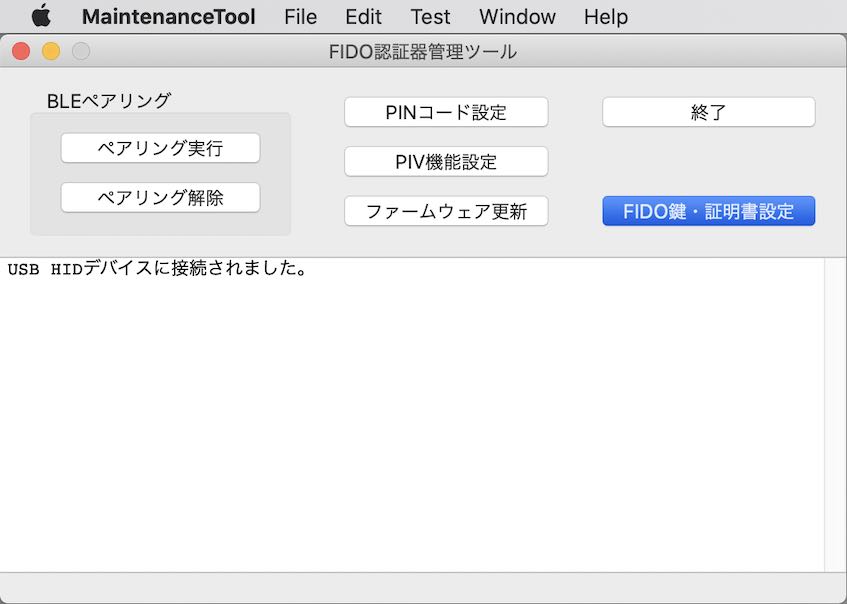 MaintenanceTool File Edit Test Window Help
FIDO認証器管理ツール
BLEペアリング
ペアリング実行
ペアリング解除
PINコード設定
PIV機能設定
ファームウェア更新
終了
FIDO鍵・証明書設定
USB HIDデバイスに接続されました。